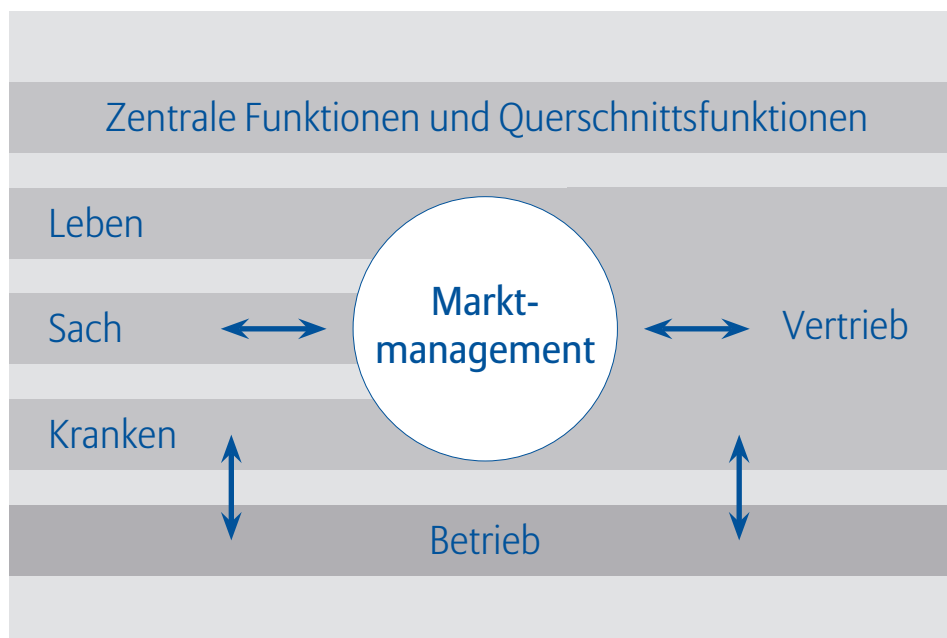 Zentrale Funktionen und Querschnittsfunktionen
Leben
Sach
Kranken
Markt-
management
Vertrieb
Betrieb